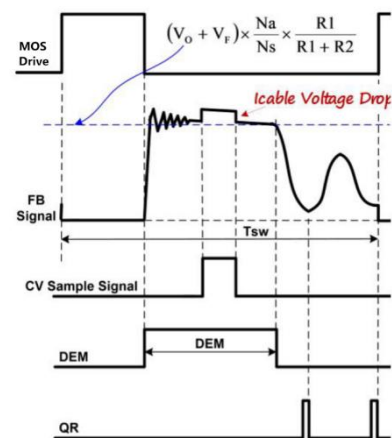 MOS
Drive
(V_O + V_F) × Na/Ns × R1/(R1 + R2)
Icable Voltage Drop
FB
Signal
Tsw
CV Sample Signal
DEM
DEM
QR